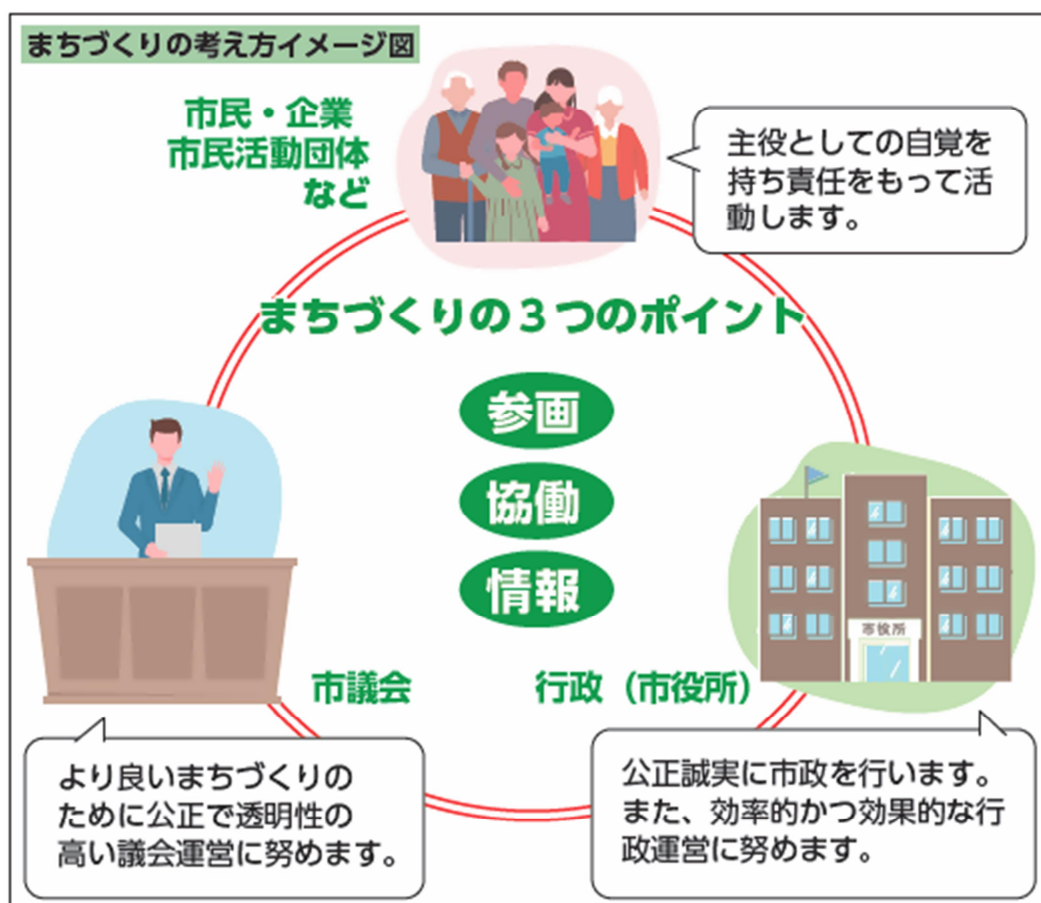 まちづくりの考え方イメージ図
市民・企業
市民活動団体
など
主役としての自覚を
持ち責任をもって活
動します。
まちづくりの3つのポイント
参画
協働
情報
市役所
市議会
行政（市役所）
より良いまちづくりの
ために公正で透明性の
高い議会運営に努めます。
公正誠実に市政を行います。
また、効率的かつ効果的な行
政運営に努めます。